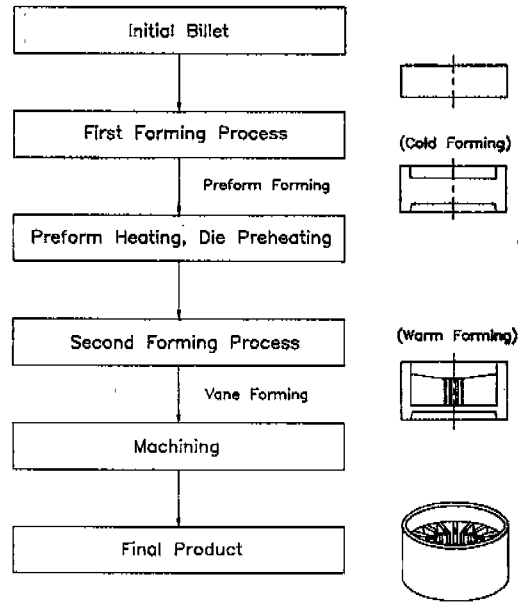 Initial Billet
First Forming Process
(Cold Forming)
Preform Forming
Preform Heating, Die Preheating
Second Forming Process
(Warm Forming)
Vane Forming
Machining
Final Product